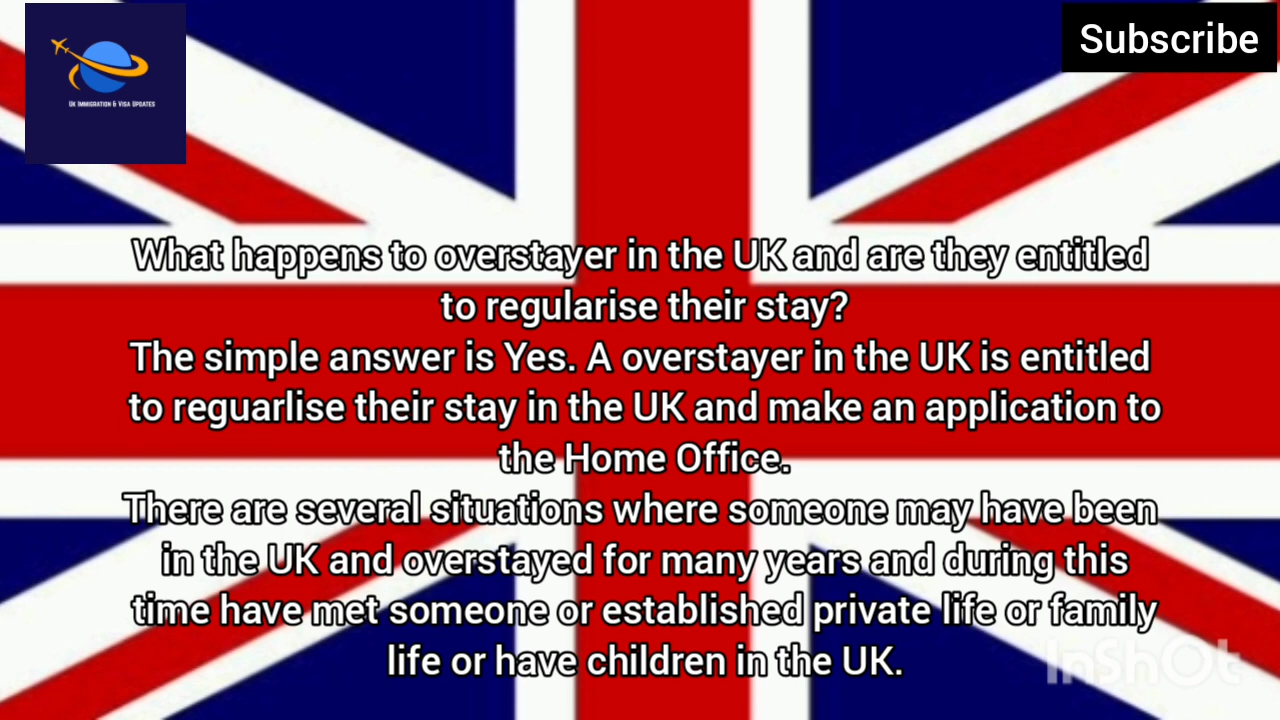 Subscribe
UK IMMIGRATION & VISA UPDATES
What happens to overstayer in the UK and are they entitled
to regularise their stay?
The simple answer is Yes. A overstayer in the UK is entitled
to reguarlise their stay in the UK and make an application to
the Home Office.
There are several situations where someone may have been
in the UK and overstayed for many years and during this
time have met someone or established private life or family
life or have children in the UK.
InShOt